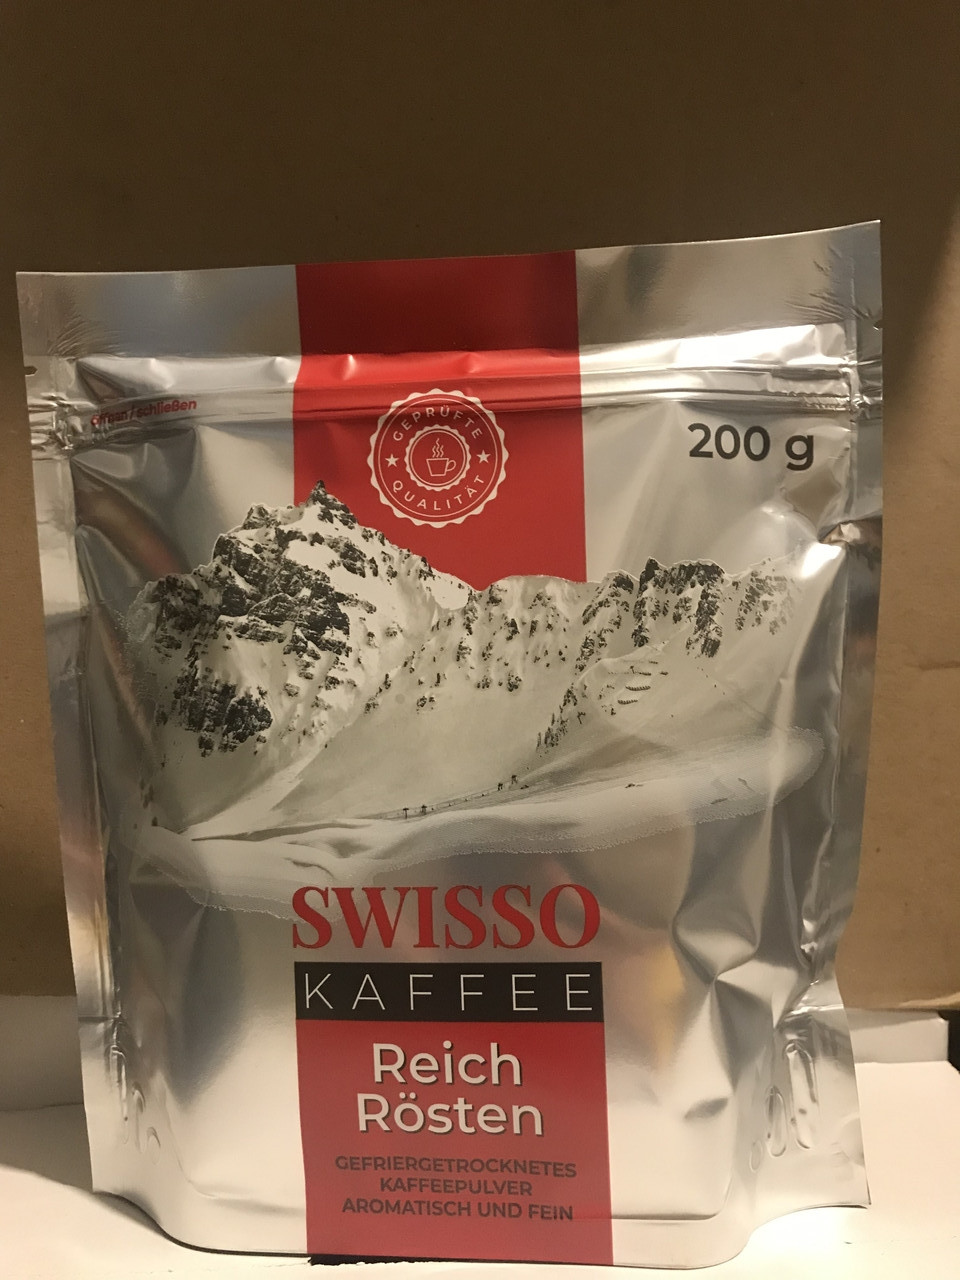 öffnen / schließen
GEPRÜFTE
QUALITÄT
200 g
SWISSO
KAFFEE
Reich
Rösten
GEFRIERGETROCKNETES
KAFFEEPULVER
AROMATISCH UND FEIN